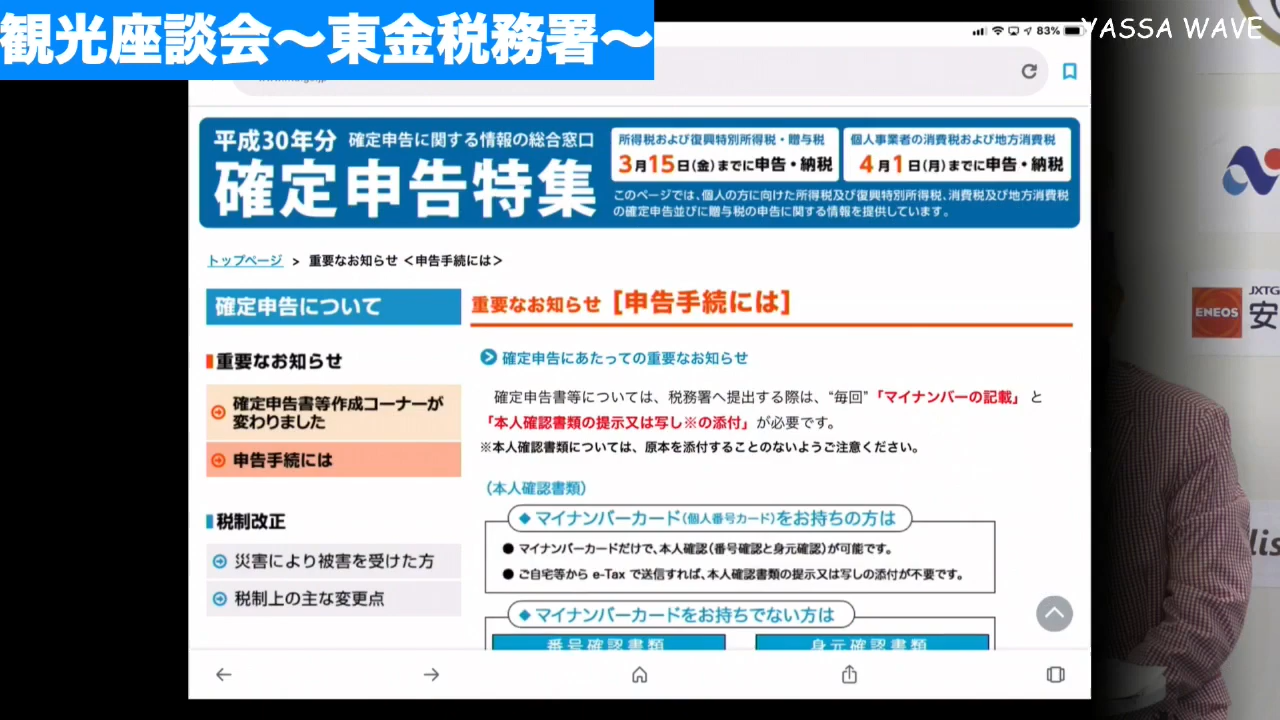 観光座談会～東金税務署～
YASSA WAVE
83%
平成30年分 確定申告に関する情報の総合窓口
確定申告特集
所得税および復興特別所得税・贈与税
3月15日(金)までに申告・納税
個人事業者の消費税および地方消費税
4月1日(月)までに申告・納税
このページでは、個人の方に向けた所得税及び復興特別所得税、消費税及び地方消費税
の確定申告並びに贈与税の申告に関する情報を提供しています。
トップページ > 重要なお知らせ ＜申告手続には＞
確定申告について
重要なお知らせ
確定申告書等作成コーナーが
変わりました
申告手続には
税制改正
災害により被害を受けた方
税制上の主な変更点
重要なお知らせ [申告手続には]
確定申告にあたっての重要なお知らせ
確定申告書等については、税務署へ提出する際は、“毎回”「マイナンバーの記載」と
「本人確認書類の提示又は写し※の添付」が必要です。
※本人確認書類については、原本を添付することのないようご注意ください。
（本人確認書類）
◆マイナンバーカード（個人番号カード）をお持ちの方は
● マイナンバーカードだけで、本人確認（番号確認と身元確認）が可能です。
● ご自宅等から e-Tax で送信すれば、本人確認書類の提示又は写しの添付が不要です。
◆マイナンバーカードをお持ちでない方は
番号確認書類
身元確認書類
ENEOS
JXTG
安